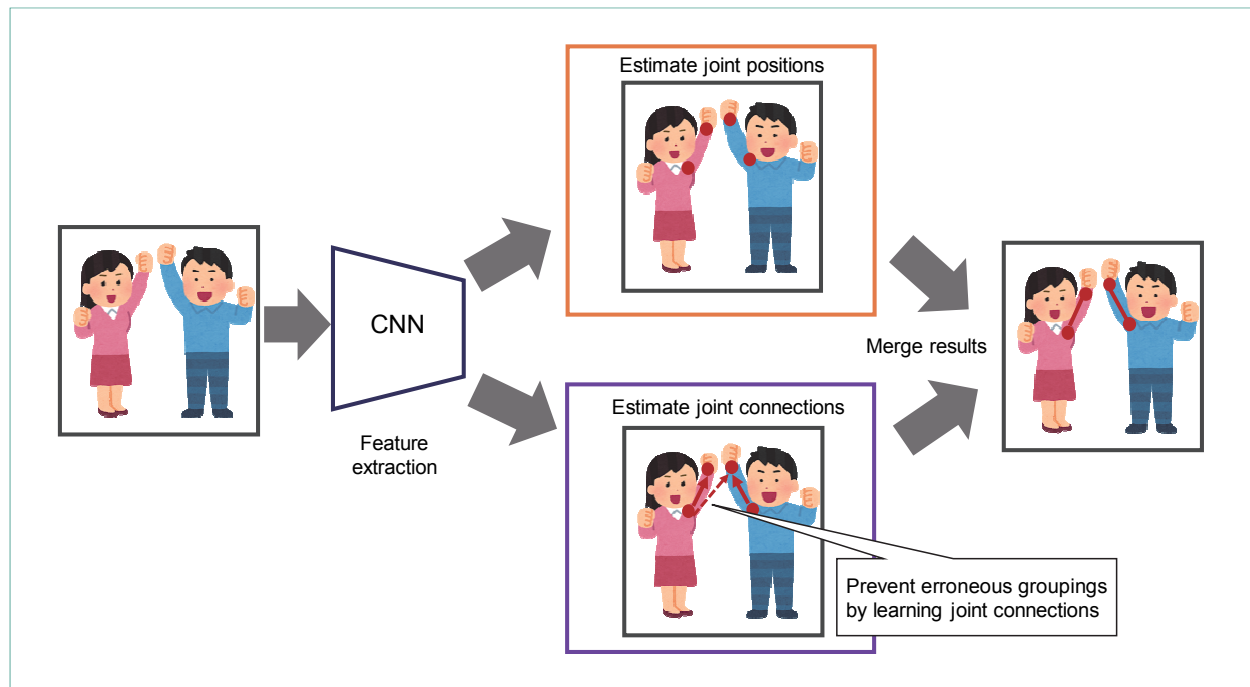 Estimate joint positions
CNN
Feature
extraction
Merge results
Estimate joint connections
Prevent erroneous groupings
by learning joint connections